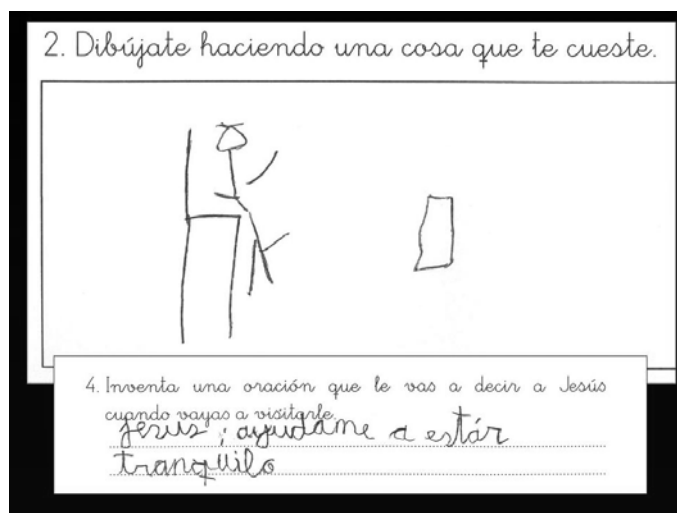 2. Dibújate haciendo una cosa que te cueste.
4. Inventa una oración que le vas a decir a Jesús
cuando vayas a visitarle.
Jesus, ayudame a estár
tranquilo